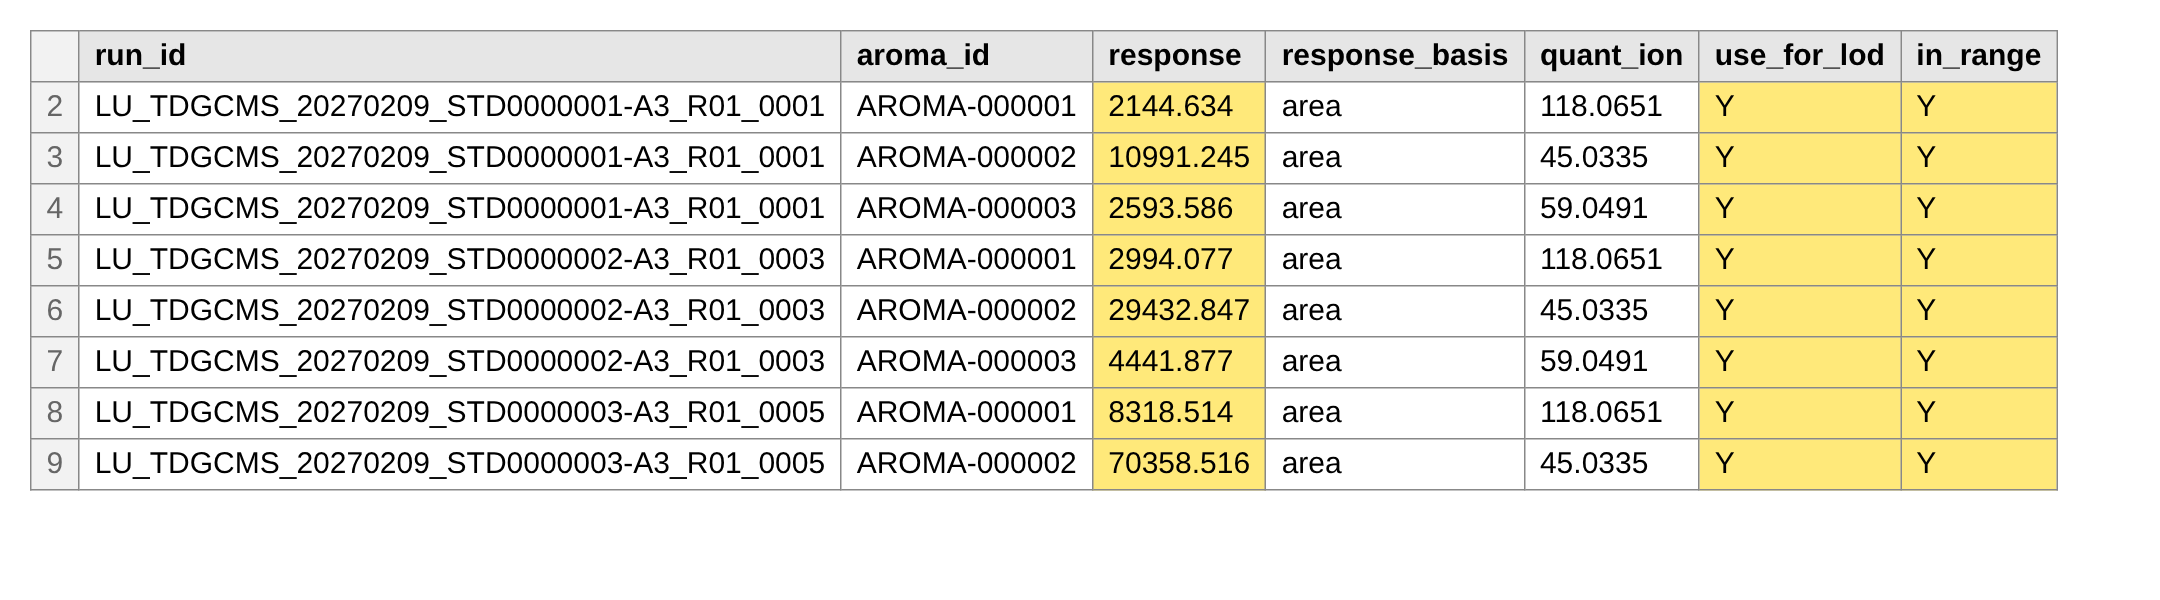 run_id aroma_id response response_basis quant_ion use_for_lod in_range
2 LU_TDGCMS_20270209_STD0000001-A3_R01_0001 AROMA-000001 2144.634 area 118.0651 Y Y
3 LU_TDGCMS_20270209_STD0000001-A3_R01_0001 AROMA-000002 10991.245 area 45.0335 Y Y
4 LU_TDGCMS_20270209_STD0000001-A3_R01_0001 AROMA-000003 2593.586 area 59.0491 Y Y
5 LU_TDGCMS_20270209_STD0000002-A3_R01_0003 AROMA-000001 2994.077 area 118.0651 Y Y
6 LU_TDGCMS_20270209_STD0000002-A3_R01_0003 AROMA-000002 29432.847 area 45.0335 Y Y
7 LU_TDGCMS_20270209_STD0000002-A3_R01_0003 AROMA-000003 4441.877 area 59.0491 Y Y
8 LU_TDGCMS_20270209_STD0000003-A3_R01_0005 AROMA-000001 8318.514 area 118.0651 Y Y
9 LU_TDGCMS_20270209_STD0000003-A3_R01_0005 AROMA-000002 70358.516 area 45.0335 Y Y